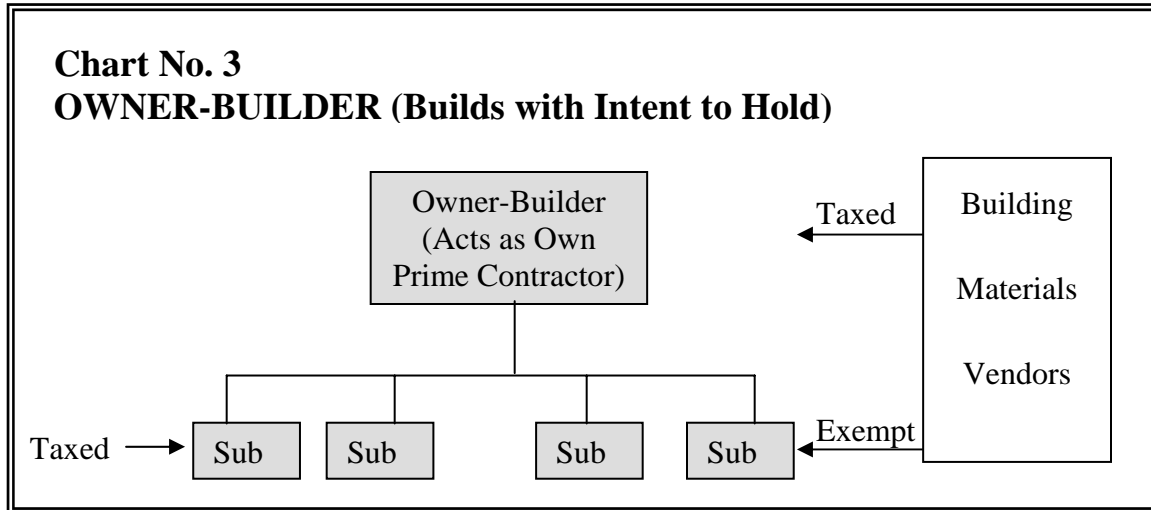 Chart No. 3
OWNER-BUILDER (Builds with Intent to Hold)
Owner-Builder
(Acts as Own
Prime Contractor)
Taxed
Building
Materials
Vendors
Taxed
Sub
Sub
Sub
Sub
Exempt